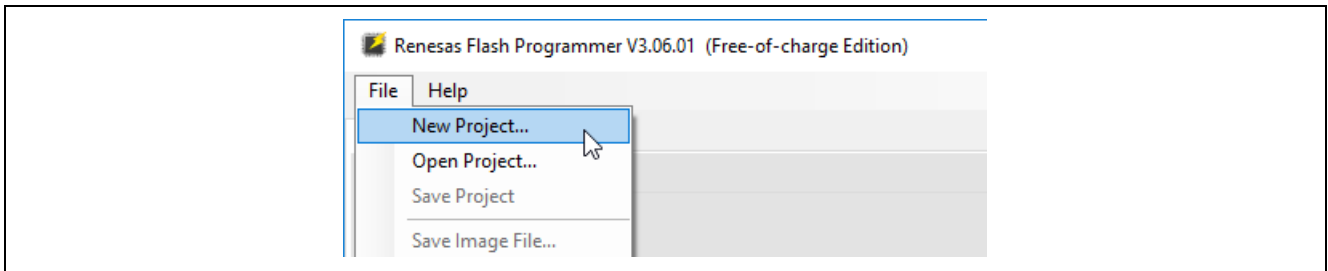 Renesas Flash Programmer V3.06.01 (Free-of-charge Edition)
File Help
New Project...
Open Project...
Save Project
Save Image File...